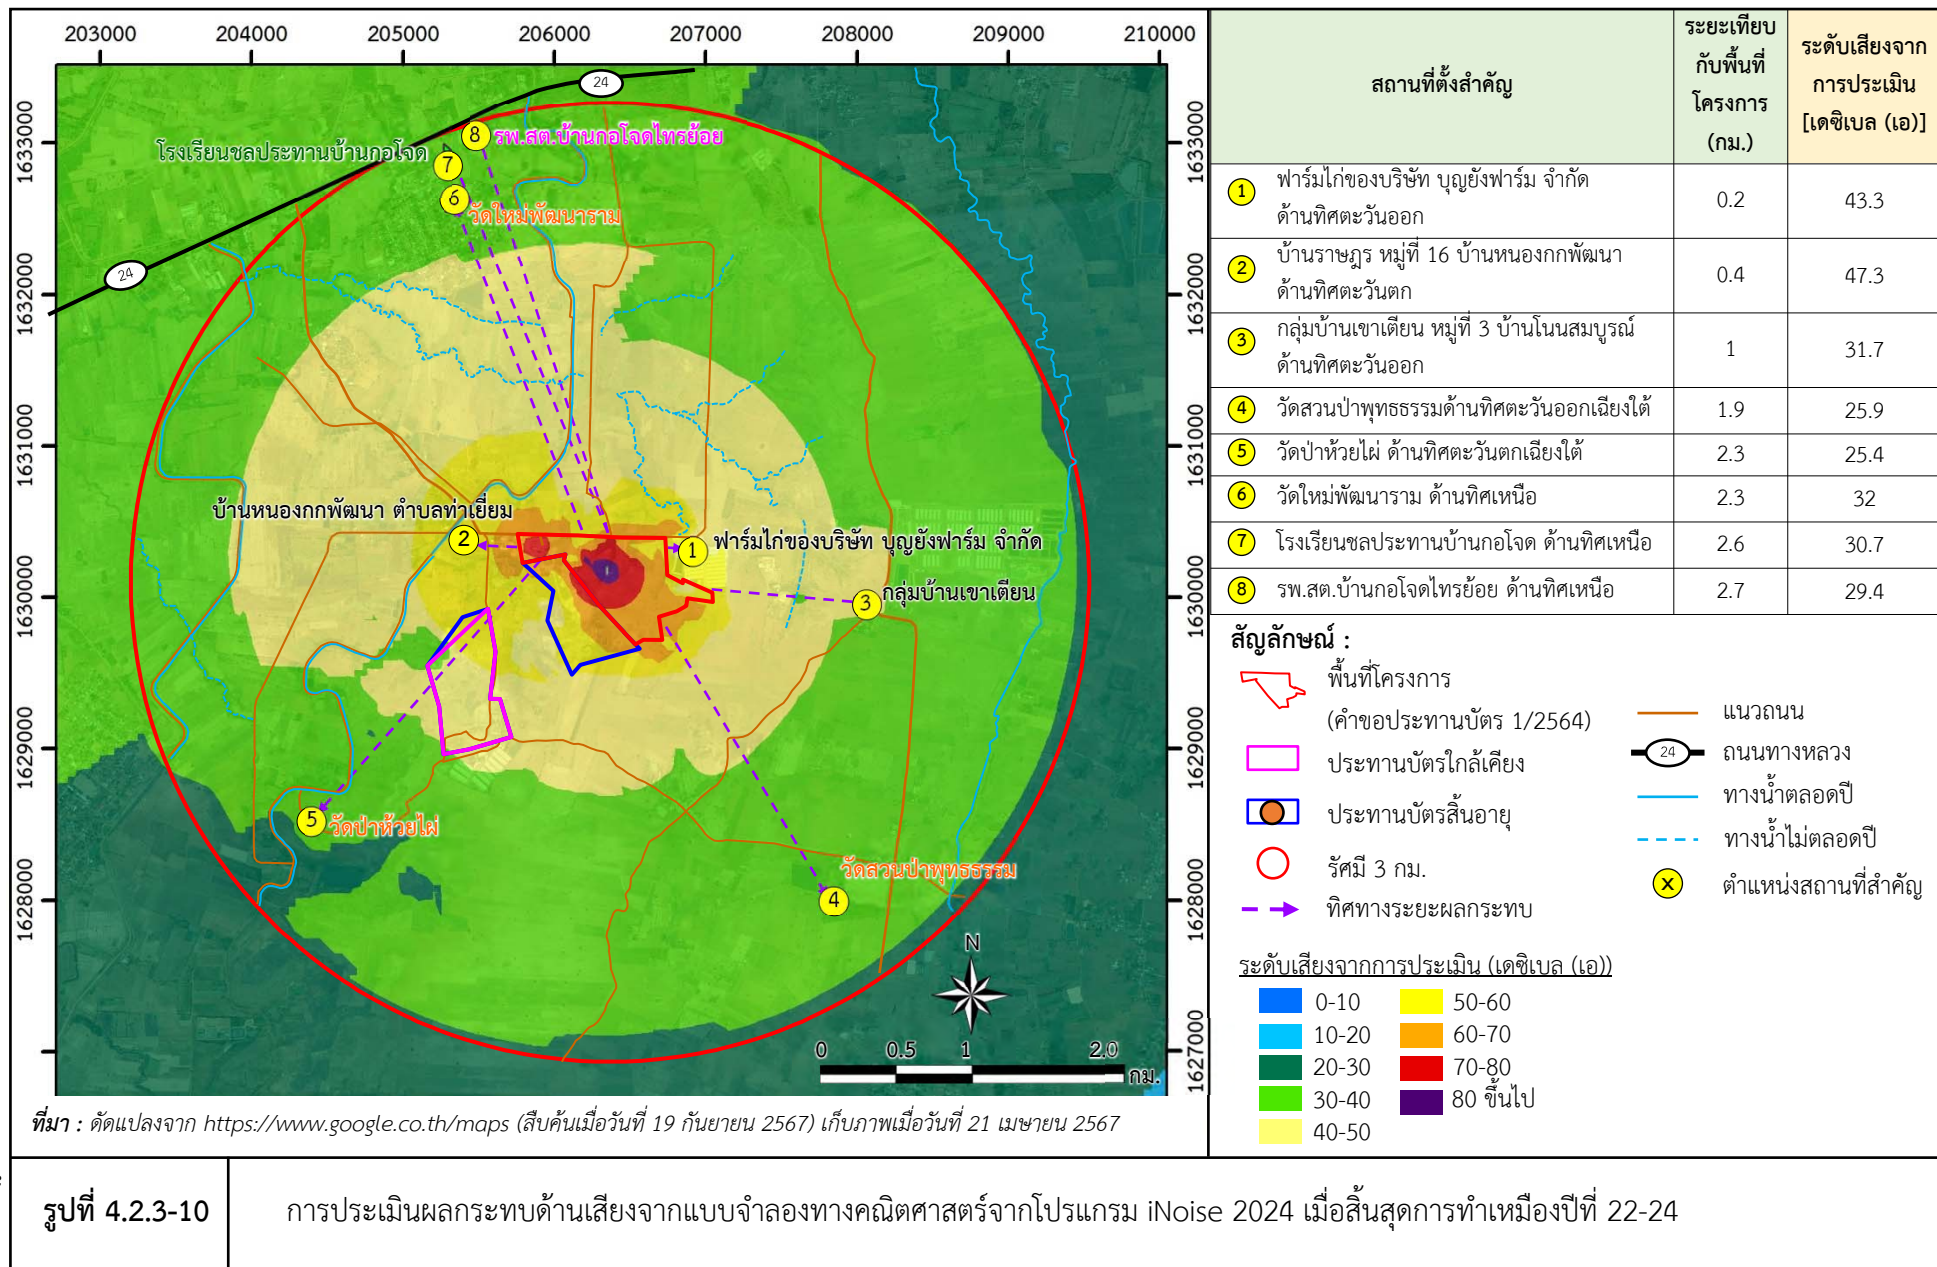 203000 204000 205000 206000 207000 208000 209000 210000
1633000
1632000
1631000
1630000
1629000
1628000
1633000
1632000
1631000
1630000
1629000
1628000
1627000
24
24
8 รพ.สต.บ้านกอโจดไทรย้อย
โรงเรียนชลประทานบ้านกอโจด 7
6 วัดใหม่พัฒนาราม
บ้านหนองกกพัฒนา ตำบลท่าเยี่ยม
2
1 ฟาร์มไก่ของบริษัท บุญยังฟาร์ม จำกัด
3 กลุ่มบ้านเขาเตียน
5 วัดป่าห้วยไผ่
วัดสวนป่าพุทธธรรม
4
N
0 0.5 1 2.0
กม.
ที่มา : ดัดแปลงจาก https://www.google.co.th/maps (สืบค้นเมื่อวันที่ 19 กันยายน 2567) เก็บภาพเมื่อวันที่ 21 เมษายน 2567
สถานที่ตั้งสำคัญ
ระยะเทียบ
กับพื้นที่
โครงการ
(กม.)
ระดับเสียงจาก
การประเมิน
[เดซิเบล (เอ)]
1 ฟาร์มไก่ของบริษัท บุญยังฟาร์ม จำกัด
ด้านทิศตะวันออก
0.2 43.3
2 บ้านราษฎร หมู่ที่ 16 บ้านหนองกกพัฒนา
ด้านทิศตะวันตก
0.4 47.3
3 กลุ่มบ้านเขาเตียน หมู่ที่ 3 บ้านโนนสมบูรณ์
ด้านทิศตะวันออก
1 31.7
4 วัดสวนป่าพุทธธรรมด้านทิศตะวันออกเฉียงใต้ 1.9 25.9
5 วัดป่าห้วยไผ่ ด้านทิศตะวันตกเฉียงใต้ 2.3 25.4
6 วัดใหม่พัฒนาราม ด้านทิศเหนือ 2.3 32
7 โรงเรียนชลประทานบ้านกอโจด ด้านทิศเหนือ 2.6 30.7
8 รพ.สต.บ้านกอโจดไทรย้อย ด้านทิศเหนือ 2.7 29.4
สัญลักษณ์ :
พื้นที่โครงการ
(คำขอประทานบัตร 1/2564)
ประทานบัตรใกล้เคียง
ประทานบัตรสิ้นอายุ
รัศมี 3 กม.
ทิศทางระยะผลกระทบ
แนวถนน
24 ถนนทางหลวง
ทางน้ำตลอดปี
ทางน้ำไม่ตลอดปี
x ตำแหน่งสถานที่สำคัญ
ระดับเสียงจากการประเมิน (เดซิเบล (เอ))
0-10 50-60
10-20 60-70
20-30 70-80
30-40 80 ขึ้นไป
40-50
รูปที่ 4.2.3-10
การประเมินผลกระทบด้านเสียงจากแบบจำลองทางคณิตศาสตร์จากโปรแกรม iNoise 2024 เมื่อสิ้นสุดการทำเหมืองปีที่ 22-24